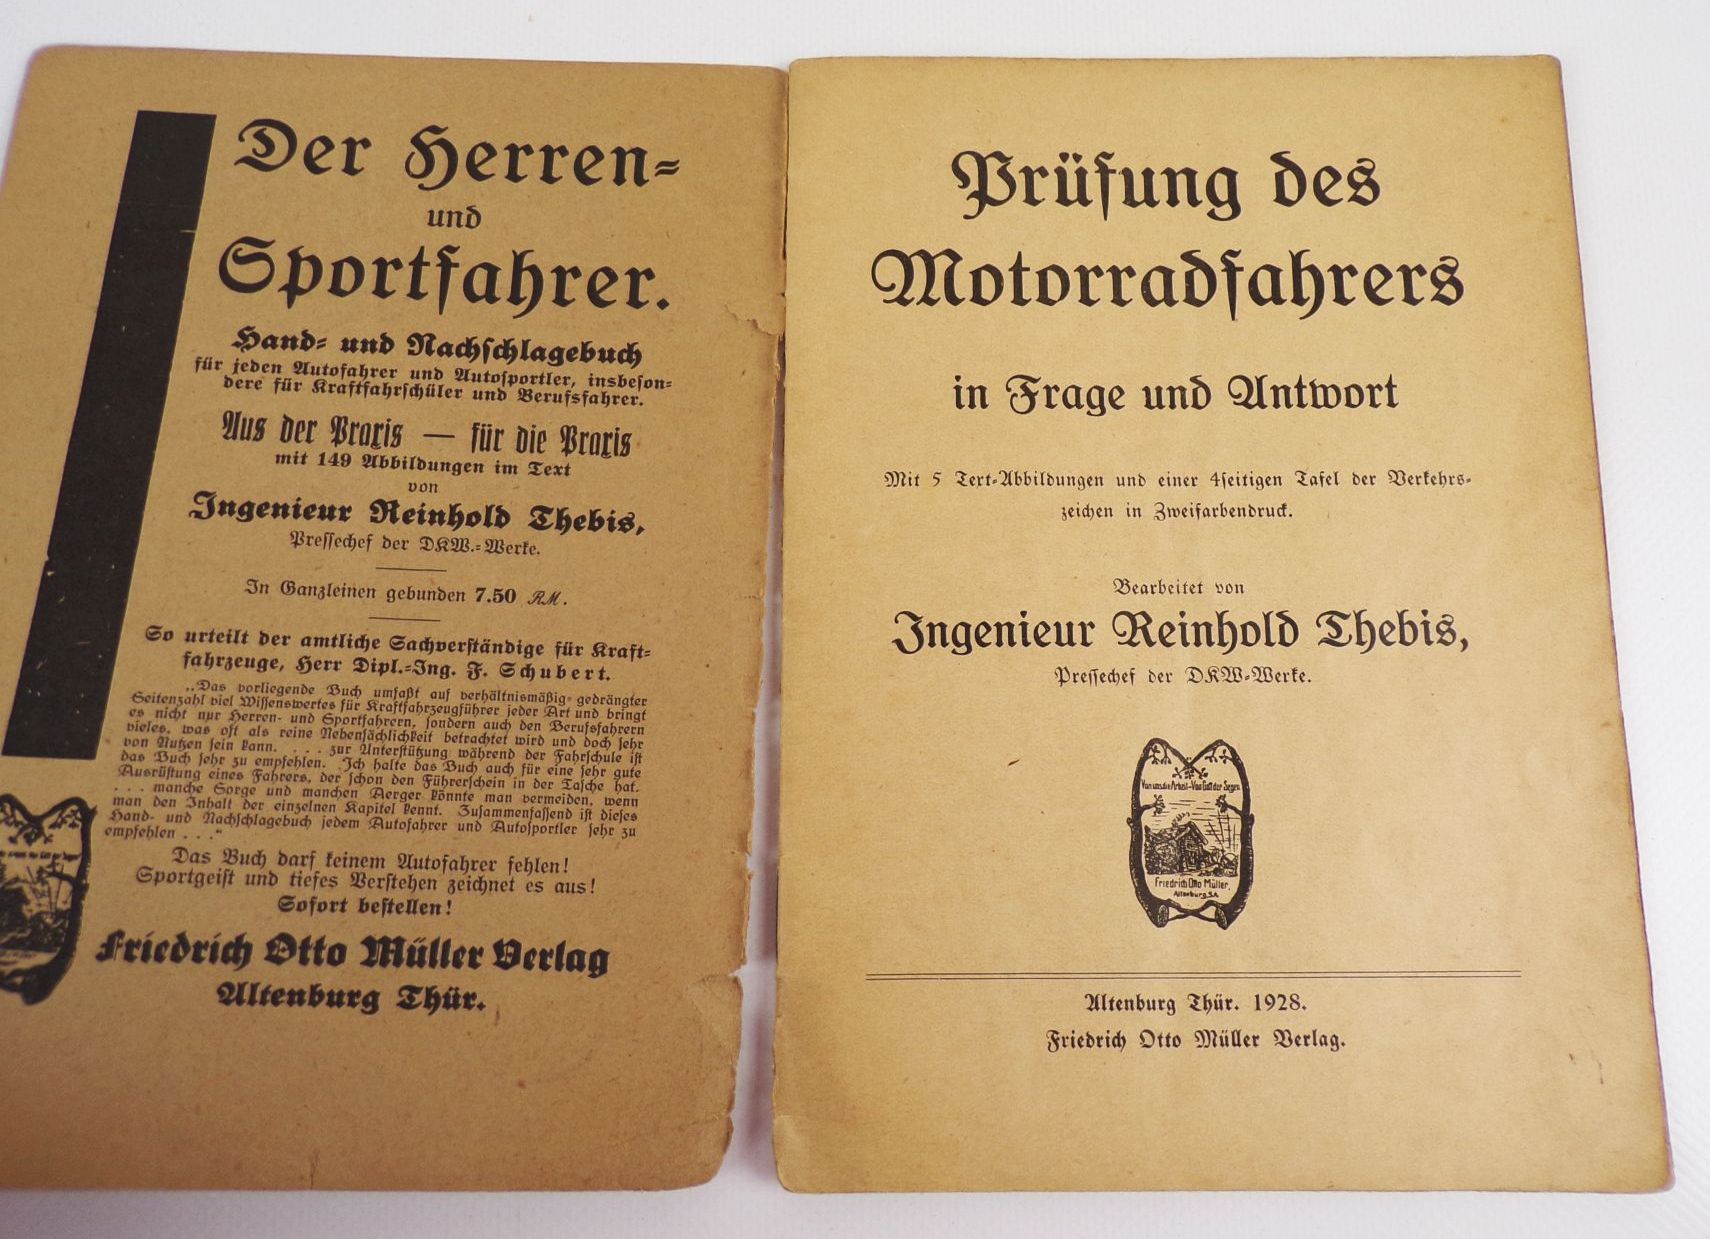 Der Herren-
und
Sportfahrer.
Hand- und Nachschlagebuch
für jeden Autofahrer und Autosportler, insbeson-
dere für Kraftfahrschüler und Berufsfahrer.
Aus der Praxis — für die Praxis
mit 149 Abbildungen im Text
von
Ingenieur Reinhold Thebis,
Pressechef der DKW.-Werke.
In Ganzleinen gebunden 7.50 RM.
So urteilt der amtliche Sachverständige für Kraft-
fahrzeuge, Herr Dipl.-Ing. F. Schubert.
„Das vorliegende Buch umfaßt auf verhältnismäßig gedrängter
Seitenzahl viel Wissenswertes für Kraftfahrzeugführer jeder Art und bringt
es nicht nur Herren- und Sportfahrern, sondern auch den Berufsfahrern
vieles, was oft als reine Nebensächlichkeit betrachtet wird und doch sehr
von Nutzen sein kann. . . . zur Unterstützung während der Fahrschule ist
das Buch sehr zu empfehlen. Ich halte das Buch auch für eine sehr gute
Ausrüstung eines Fahrers, der schon den Führerschein in der Tasche hat.
. . . manche Sorge und manchen Aerger könnte man vermeiden, wenn
man den Inhalt der einzelnen Kapitel kennt. Zusammenfassend ist dieses
Hand- und Nachschlagebuch jedem Autofahrer und Autosportler sehr zu
empfehlen . . .“
Das Buch darf keinem Autofahrer fehlen!
Sportgeist und tiefes Verstehen zeichnet es aus!
Sofort bestellen!
Friedrich Otto Müller Verlag
Altenburg Thür.
Prüfung des
Motorradfahrers
in Frage und Antwort
Mit 5 Text-Abbildungen und einer 4seitigen Tafel der Verkehrs-
zeichen in Zweifarbendruck.
Bearbeitet von
Ingenieur Reinhold Thebis,
Pressechef der DKW-Werke.
Von uns die Arbeit-Von Gott der Segen
Friedrich Otto Müller,
Altenburg, S.A.
Altenburg Thür. 1928.
Friedrich Otto Müller Verlag.